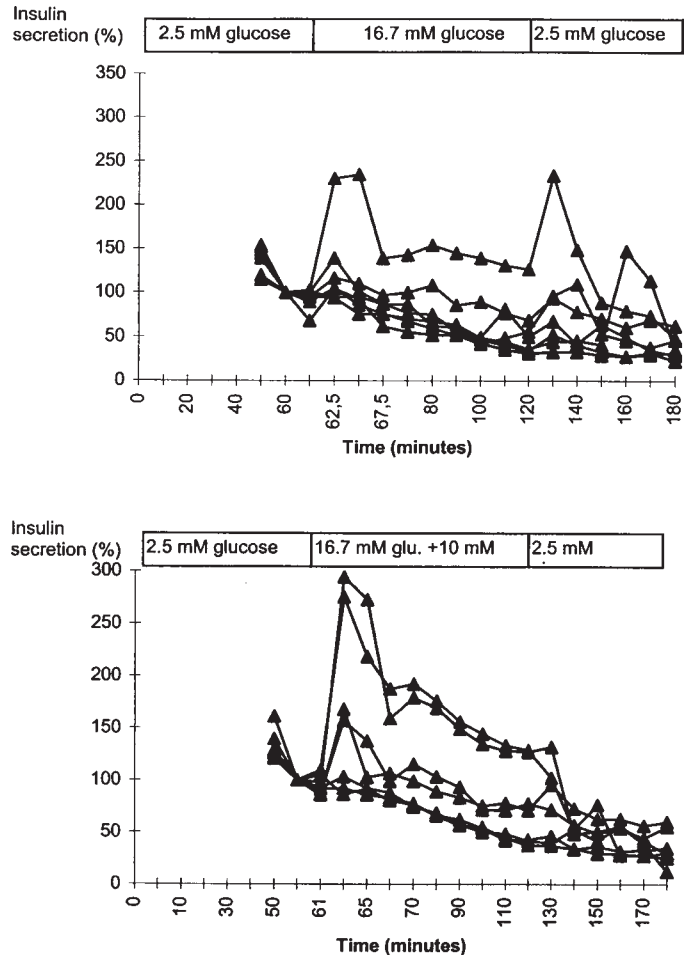 Insulin
secretion (%)
2.5 mM glucose 16.7 mM glucose 2.5 mM glucose
350
300
250
200
150
100
50
0
0 20 40 60 62,5 67,5 80 100 120 140 160 180
Time (minutes)
Insulin
secretion (%)
2.5 mM glucose 16.7 mM glu. +10 mM 2.5 mM
300
250
200
150
100
50
0
0 10 30 50 61 65 70 90 110 130 150 170
Time (minutes)